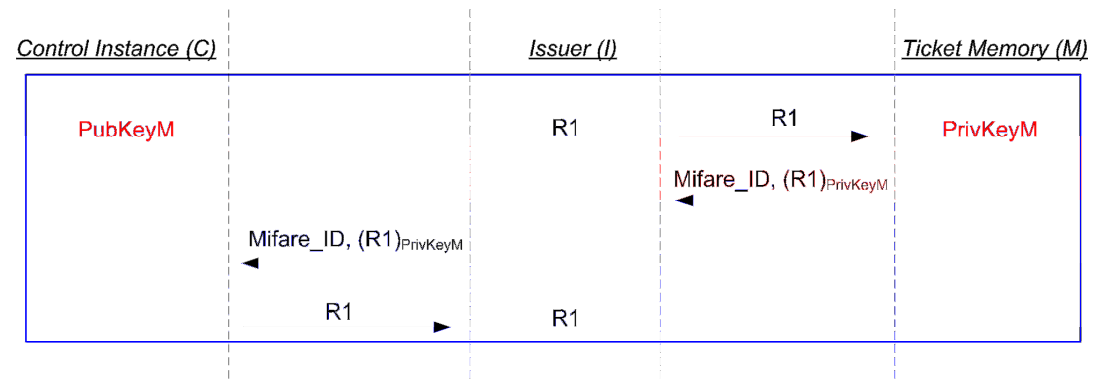 Control Instance (C)
Issuer (I)
Ticket Memory (M)
PubKeyM
R1
R1
PrivKeyM
Mifare_ID, (R1)PrivKeyM
Mifare_ID, (R1)PrivKeyM
R1
R1